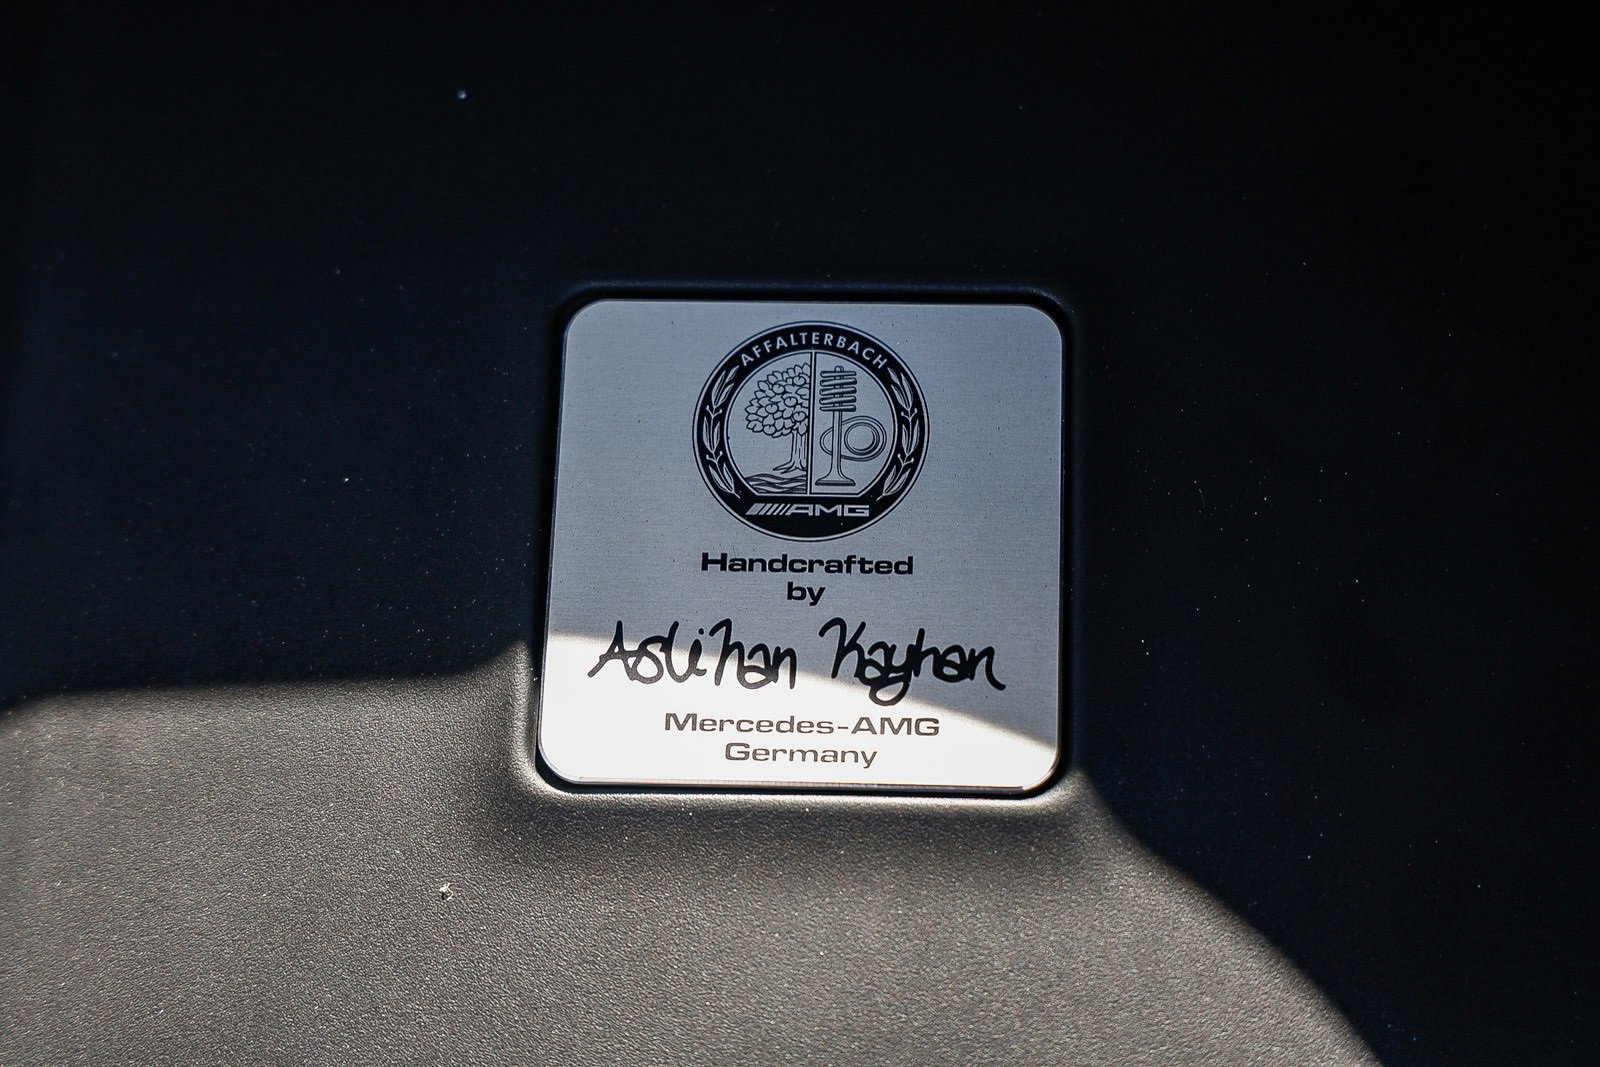 AFFALTERBACH
AMG
Handcrafted
by
Aslihan Kayhan
Mercedes-AMG
Germany